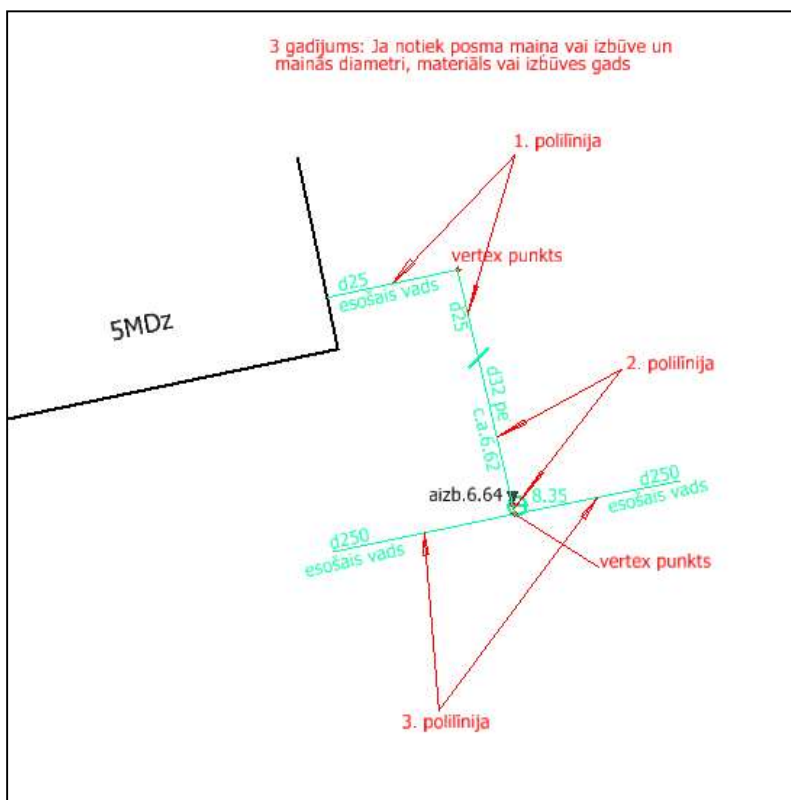 3 gadījums: Ja notiek posma maiņa vai izbūve un
mainās diametri, materiāls vai izbūves gads
1. polilīnija
vertex punkts
d25
esošais vads
5MDz
d25
d32 pe
c.a.6.62
2. polilīnija
aizb.6.64
8.35
d250
esošais vads
d250
esošais vads
vertex punkts
3. polilīnija